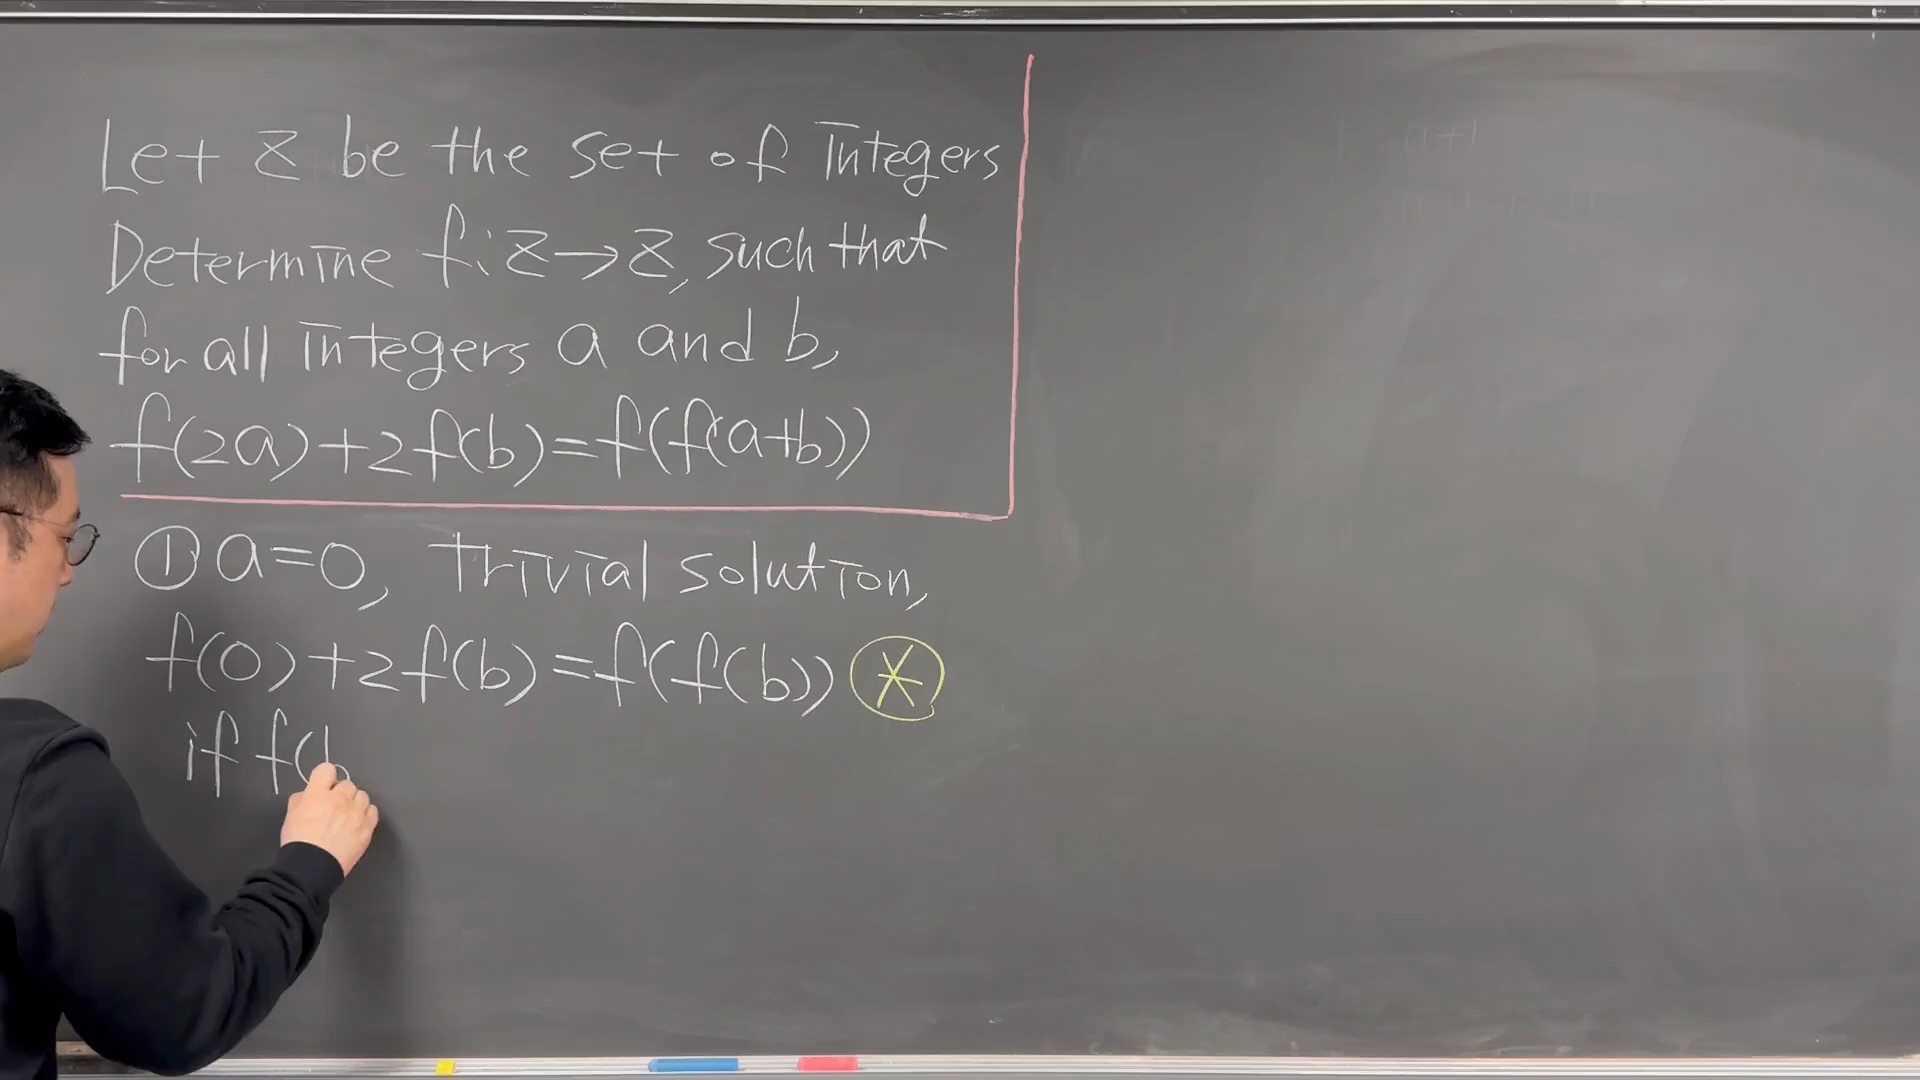 Let Z be the set of Integers
Determine f:Z→Z, such that
for all Integers a and b,
f(2a)+2f(b)=f(f(a+b))
① a=0, Trivial solution,
f(0)+2f(b)=f(f(b)) *
if f(b